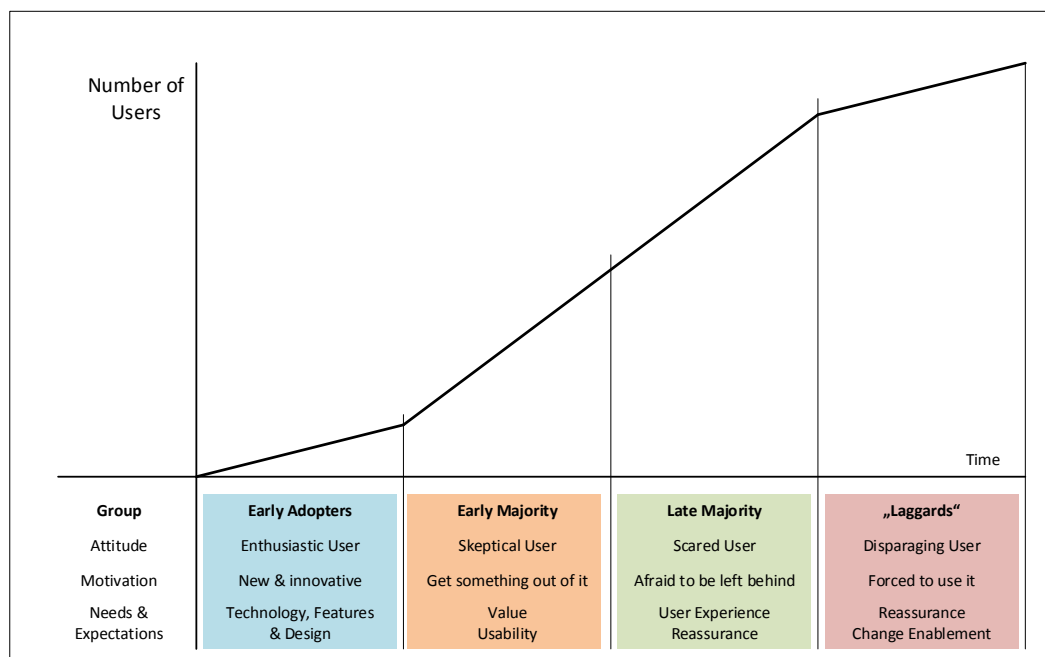 Number of
Users
Time
Group Early Adopters Early Majority Late Majority „Laggards“
Attitude Enthusiastic User Skeptical User Scared User Disparaging User
Motivation New & innovative Get something out of it Afraid to be left behind Forced to use it
Needs & Technology, Features Value User Experience Reassurance
Expectations & Design Usability Reassurance Change Enablement